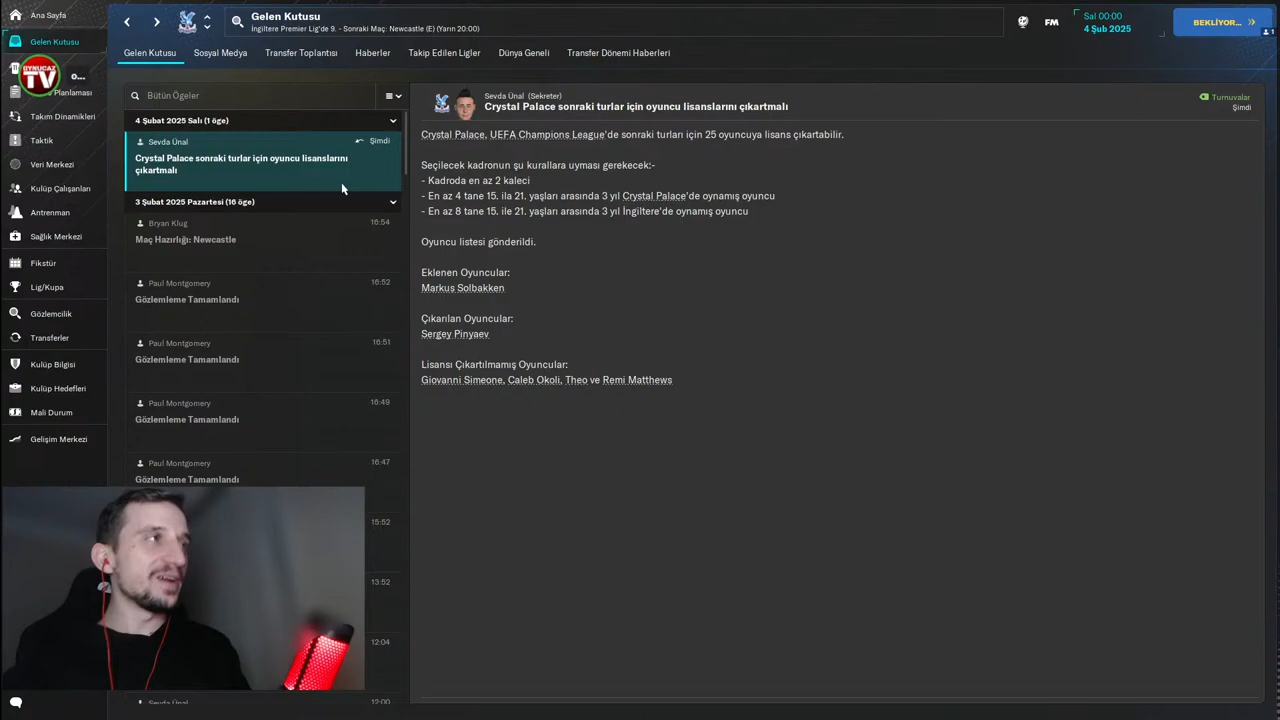 Ana Sayfa
Gelen Kutusu
OYNUCAZ
TV
O...
Planlaması
Takım Dinamikleri
Taktik
Veri Merkezi
Kulüp Çalışanları
Antrenman
Sağlık Merkezi
Fikstür
Lig/Kupa
Gözlemcilik
Transferler
Kulüp Bilgisi
Kulüp Hedefleri
Mali Durum
Gelişim Merkezi
Gelen Kutusu
İngiltere Premier Lig'de 9. - Sonraki Maç: Newcastle (E) (Yarın 20:00)
FM
Sal 00:00
4 Şub 2025
BEKLİYOR...
1
Gelen Kutusu
Sosyal Medya
Transfer Toplantısı
Haberler
Takip Edilen Ligler
Dünya Geneli
Transfer Dönemi Haberleri
Bütün Ögeler
4 Şubat 2025 Salı (1 öge)
Sevda Ünal
Şimdi
Crystal Palace sonraki turlar için oyuncu lisanslarını
çıkartmalı
3 Şubat 2025 Pazartesi (16 öge)
Bryan Klug
16:54
Maç Hazırlığı: Newcastle
Paul Montgomery
16:52
Gözlemleme Tamamlandı
Paul Montgomery
16:51
Gözlemleme Tamamlandı
Paul Montgomery
16:49
Gözlemleme Tamamlandı
Paul Montgomery
16:47
Gözlemleme Tamamlandı
15:52
13:52
12:04
Sevda Ünal
12:00
Sevda Ünal (Sekreter)
Crystal Palace sonraki turlar için oyuncu lisanslarını çıkartmalı
Turnuvalar
Şimdi
Crystal Palace, UEFA Champions League'de sonraki turları için 25 oyuncuya lisans çıkartabilir.
Seçilecek kadronun şu kurallara uyması gerekecek:-
- Kadroda en az 2 kaleci
- En az 4 tane 15. ila 21. yaşları arasında 3 yıl Crystal Palace'de oynamış oyuncu
- En az 8 tane 15. ile 21. yaşları arasında 3 yıl İngiltere'de oynamış oyuncu
Oyuncu listesi gönderildi.
Eklenen Oyuncular:
Markus Solbakken
Çıkarılan Oyuncular:
Sergey Pinyaev
Lisansı Çıkartılmamış Oyuncular:
Giovanni Simeone, Caleb Okoli, Theo ve Remi Matthews